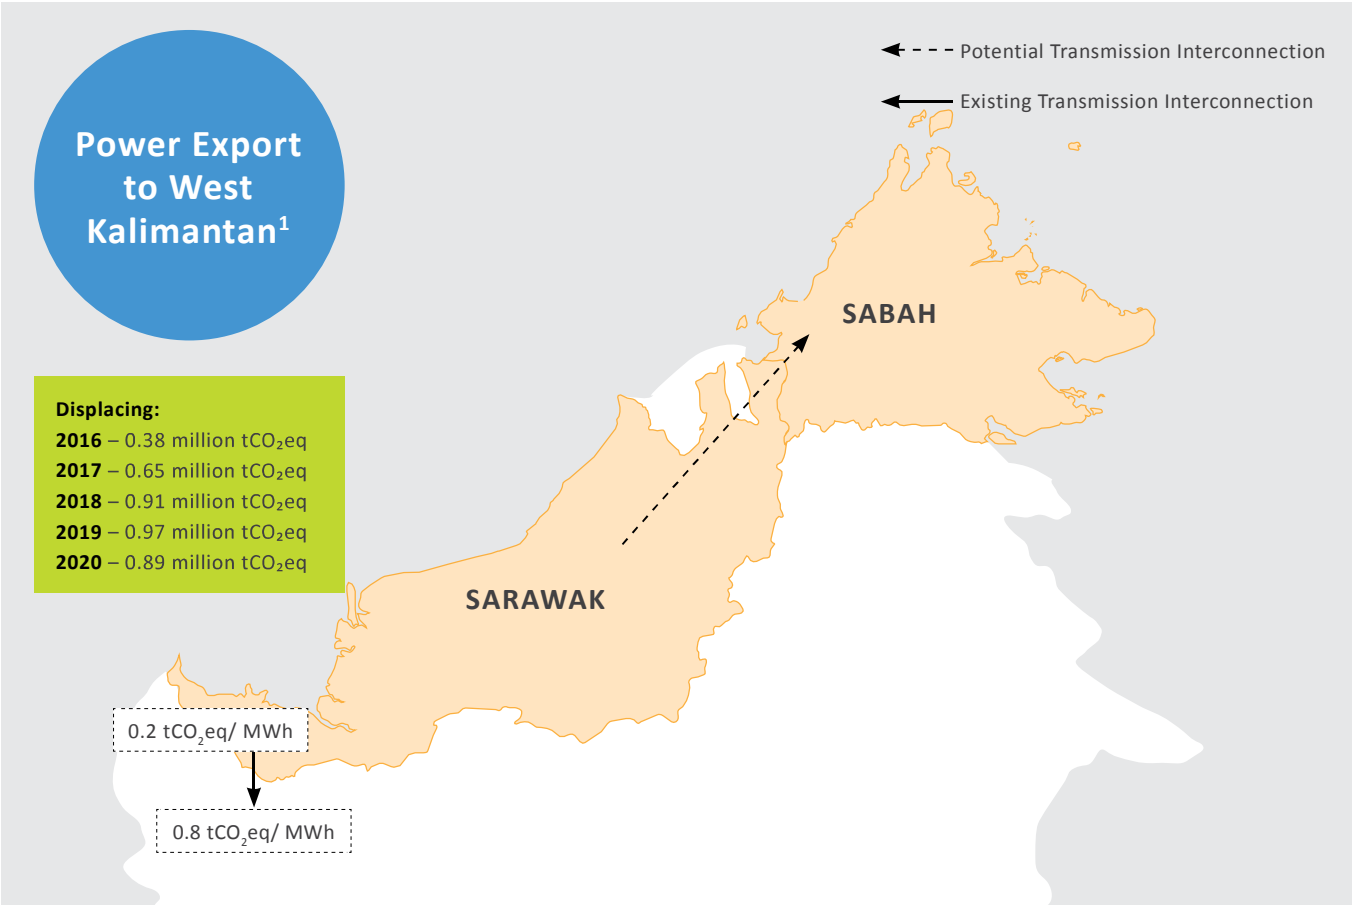 Power Export
to West
Kalimantan¹
Potential Transmission Interconnection
Existing Transmission Interconnection
SABAH
Displacing:
2016 – 0.38 million tCO₂eq
2017 – 0.65 million tCO₂eq
2018 – 0.91 million tCO₂eq
2019 – 0.97 million tCO₂eq
2020 – 0.89 million tCO₂eq
SARAWAK
0.2 tCO₂eq/ MWh
0.8 tCO₂eq/ MWh